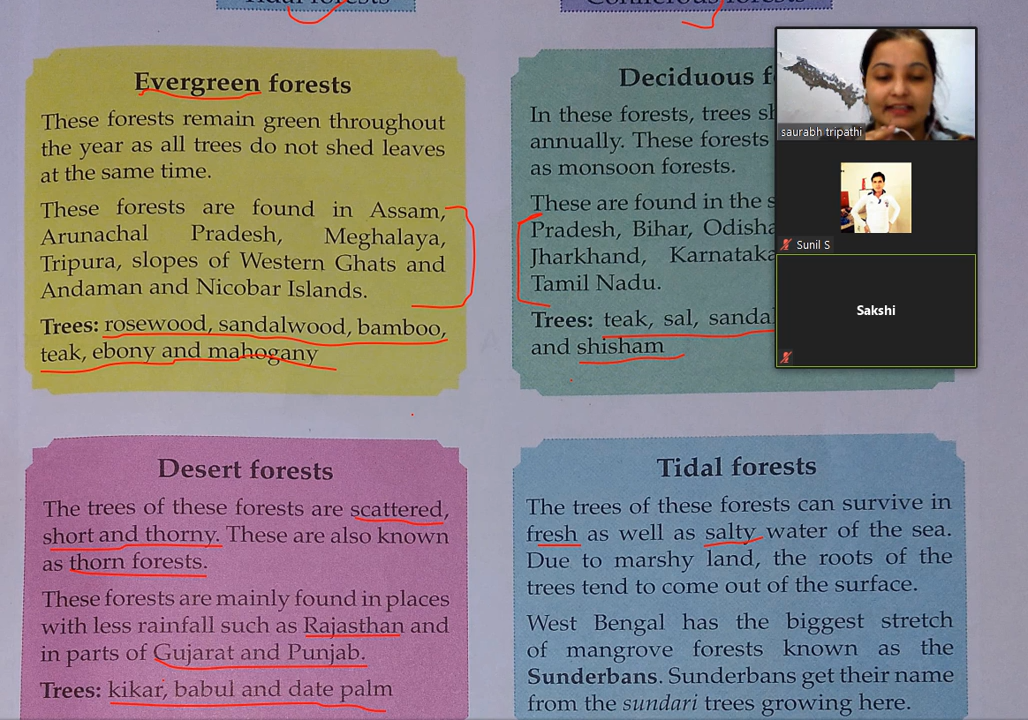 Tidal forests
Coniferous forests
Evergreen forests
These forests remain green throughout
the year as all trees do not shed leaves
at the same time.
These forests are found in Assam,
Arunachal Pradesh, Meghalaya,
Tripura, slopes of Western Ghats and
Andaman and Nicobar Islands.
Trees: rosewood, sandalwood, bamboo,
teak, ebony and mahogany
Deciduous
In these forests, trees
annually. These forests
as monsoon forests.
These are found in the
Pradesh, Bihar, Odisha
Jharkhand, Karnataka
Tamil Nadu.
Trees: teak, sal, sandal
and shisham
saurabh tripathi
Sunil S
Sakshi
Desert forests
The trees of these forests are scattered,
short and thorny. These are also known
as thorn forests.
These forests are mainly found in places
with less rainfall such as Rajasthan and
in parts of Gujarat and Punjab.
Trees: kikar, babul and date palm
Tidal forests
The trees of these forests can survive in
fresh as well as salty water of the sea.
Due to marshy land, the roots of the
trees tend to come out of the surface.
West Bengal has the biggest stretch
of mangrove forests known as the
Sunderbans. Sunderbans get their name
from the sundari trees growing here.